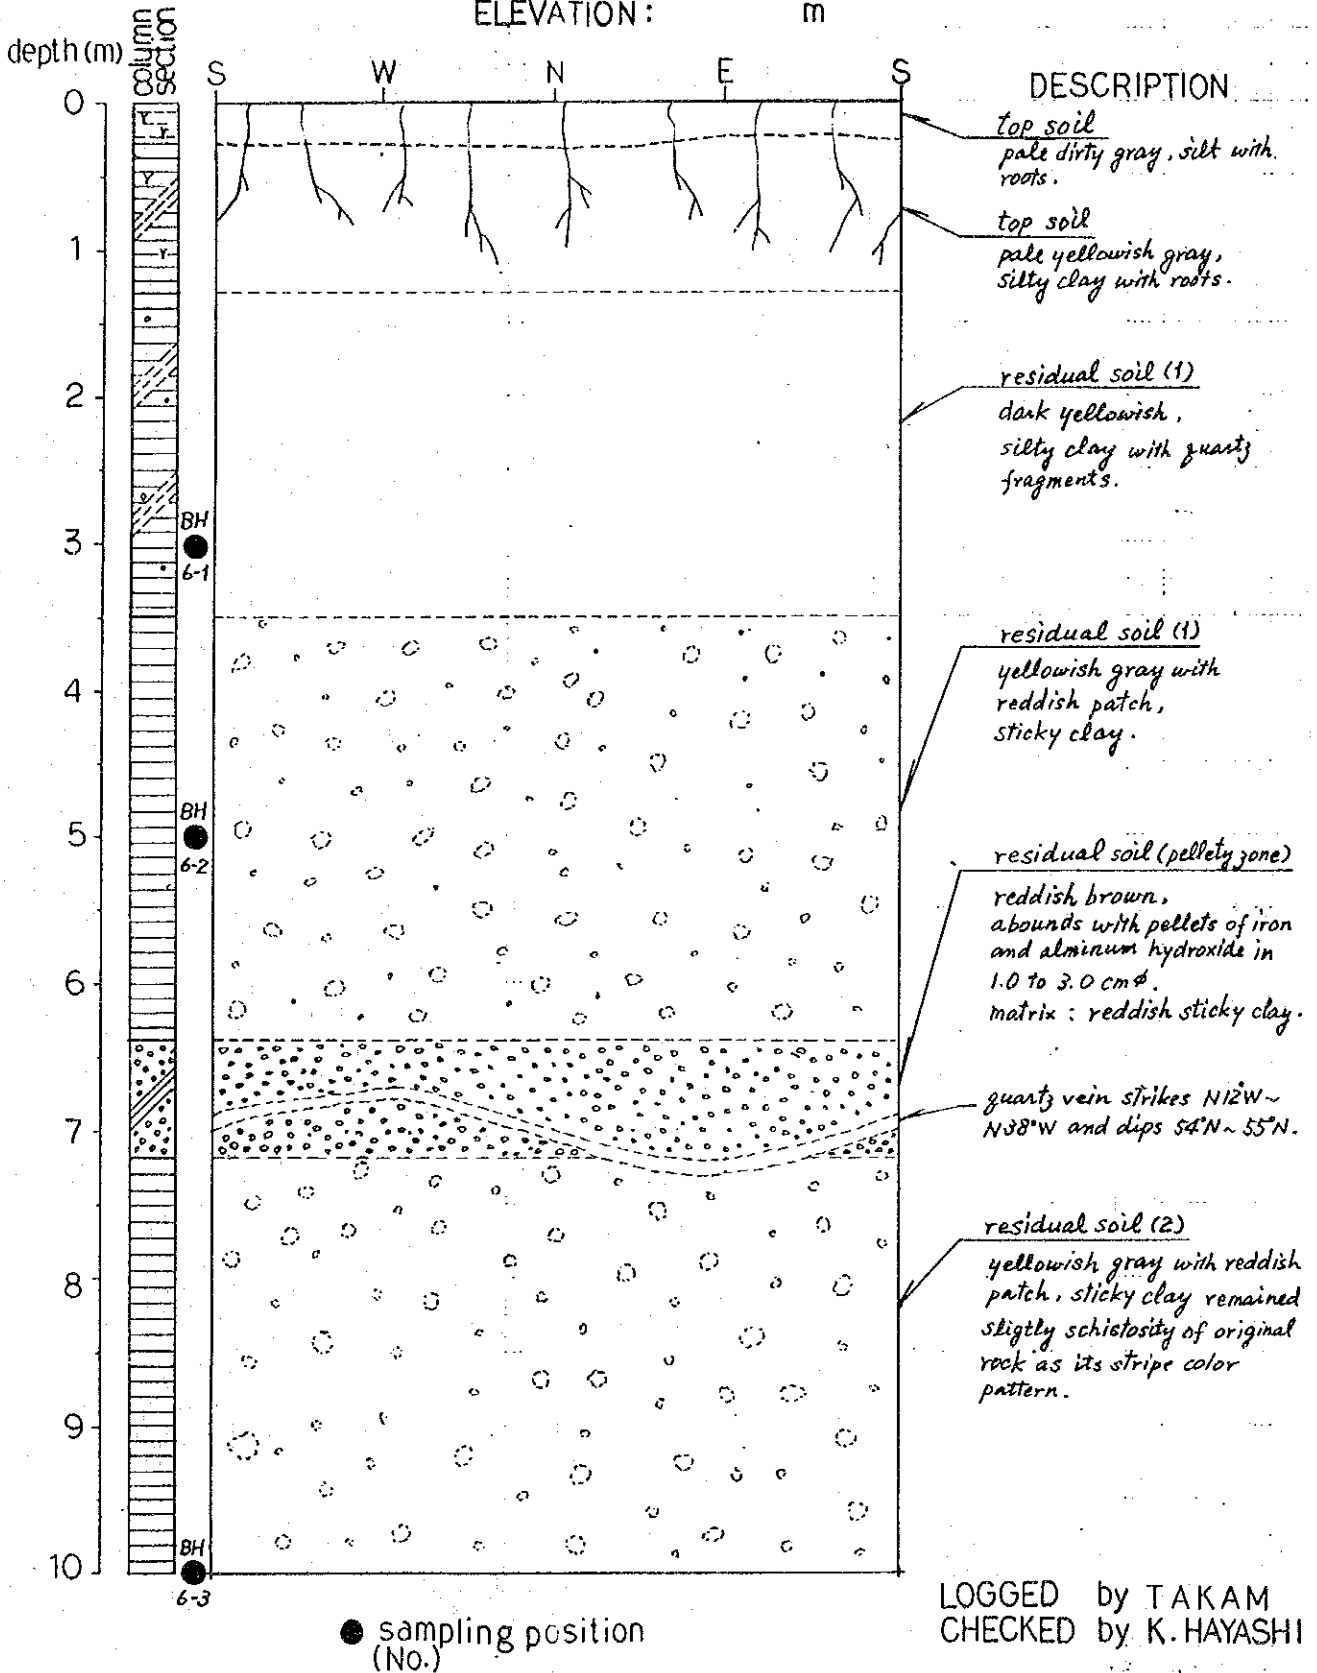 ELEVATION: m
depth (m)
column section
S W N E S
DESCRIPTION
0
1
2
3
4
5
6
7
8
9
10
top soil
pale dirty gray, silt with
roots.
top soil
pale yellowish gray,
silty clay with roots.
residual soil (1)
dark yellowish,
silty clay with quartz
fragments.
BH
6-1
residual soil (1)
yellowish gray with
reddish patch,
sticky clay.
BH
6-2
residual soil (pellety zone)
reddish brown,
abounds with pellets of iron
and alminum hydroxide in
1.0 to 3.0 cmφ.
matrix : reddish sticky clay.
quartz vein strikes N12°W~
N38°W and dips 54°N~55°N.
residual soil (2)
yellowish gray with reddish
patch, sticky clay remained
sligtly schistosity of original
rock as its stripe color
pattern.
BH
6-3
● sampling position
(No.)
LOGGED by TAKAM
CHECKED by K. HAYASHI